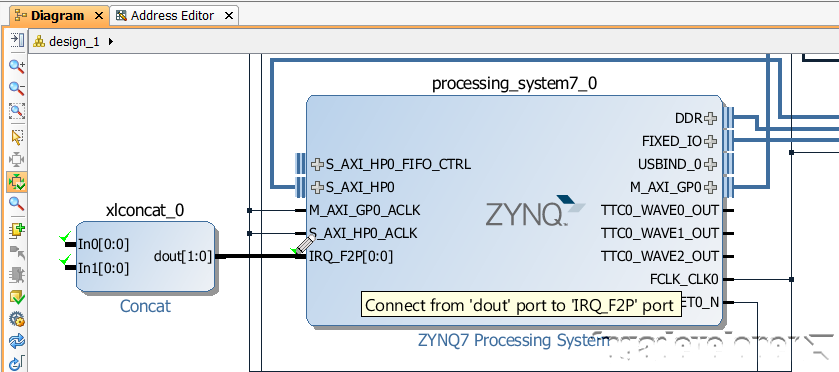 Diagram
Address Editor
design_1
processing_system7_0
DDR
FIXED_IO
S_AXI_HP0_FIFO_CTRL
USBIND_0
S_AXI_HP0
M_AXI_GP0
xlconcat_0
M_AXI_GP0_ACLK
ZYNQ
TTC0_WAVE0_OUT
S_AXI_HP0_ACLK
TTC0_WAVE1_OUT
In0[0:0]
dout[1:0]
IRQ_F2P[0:0]
TTC0_WAVE2_OUT
In1[0:0]
FCLK_CLK0
Concat
Connect from 'dout' port to 'IRQ_F2P' port
ET0_N
ZYNQ7 Processing System